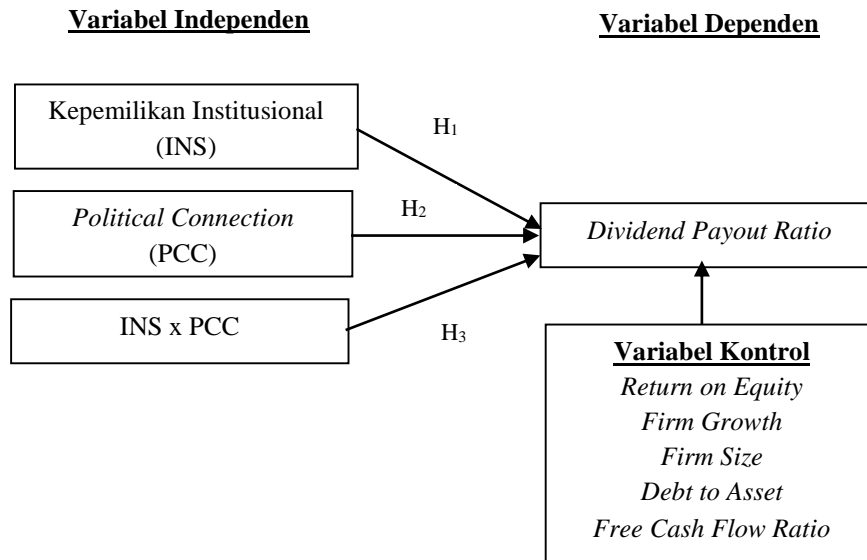 Variabel Independen
Variabel Dependen
Kepemilikan Institusional
(INS)
H1
Political Connection
(PCC)
H2
Dividend Payout Ratio
INS x PCC
H3
Variabel Kontrol
Return on Equity
Firm Growth
Firm Size
Debt to Asset
Free Cash Flow Ratio